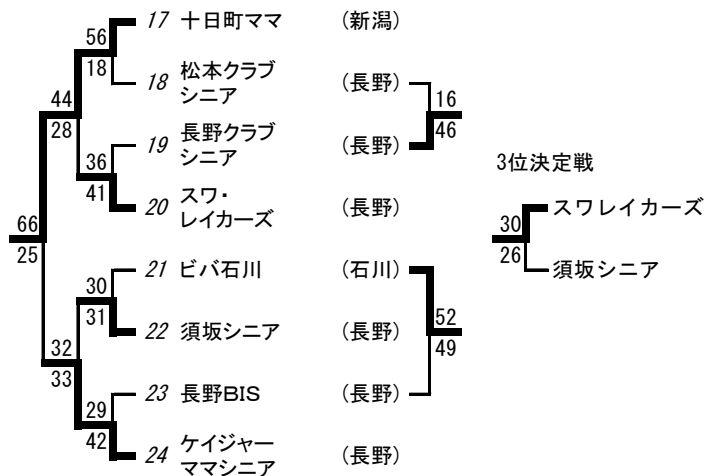 17 十日町ママ (新潟)
56
18
18 松本クラブ
シニア (長野)
44
28
16
46
19 長野クラブ
シニア (長野)
36
41
3位決定戦
20 スワ・
レイカーズ (長野)
スワレイカーズ
30
26
66
25
須坂シニア
21 ビバ石川 (石川)
30
31
22 須坂シニア (長野)
52
49
32
33
23 長野BIS (長野)
29
42
24 ケイジャー
ママシニア (長野)